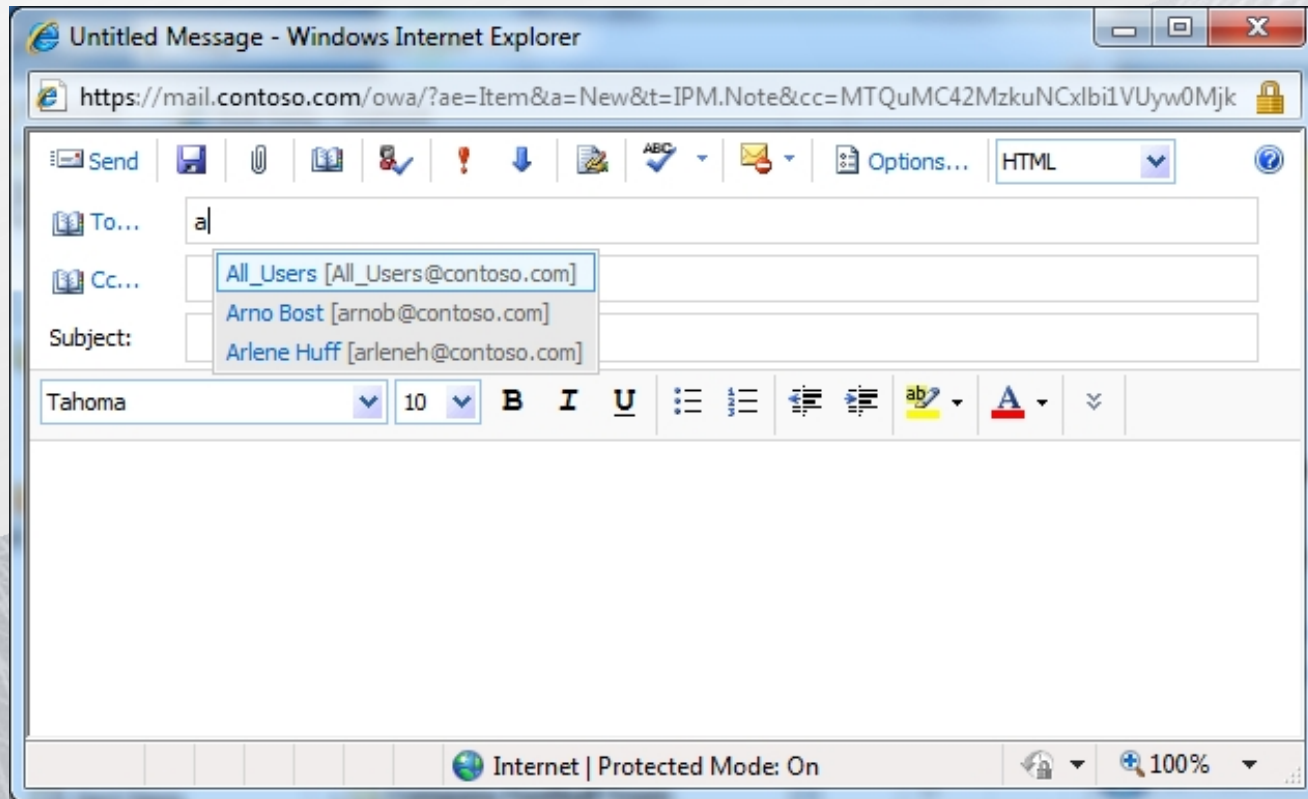 Untitled Message - Windows Internet Explorer
https://mail.contoso.com/owa/?ae=Item&a=New&t=IPM.Note&cc=MTQuMC42MzkuNCxlbi1VUyw0Mjk
Send ABC Options... HTML
To... a
All_Users [All_Users@contoso.com]
Cc...
Arno Bost [arnob@contoso.com]
Subject:
Arlene Huff [arleneh@contoso.com]
Tahoma 10 B I U ab A
Internet | Protected Mode: On 100%